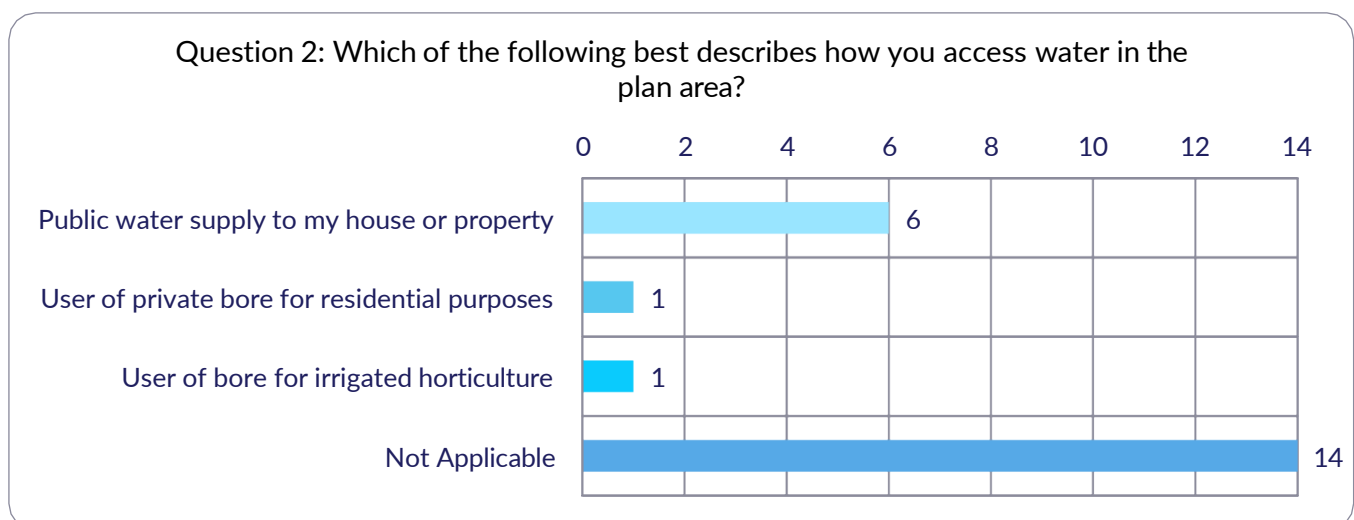 Question 2: Which of the following best describes how you access water in the
plan area?
0 2 4 6 8 10 12 14
Public water supply to my house or property 6
User of private bore for residential purposes 1
User of bore for irrigated horticulture 1
Not Applicable 14